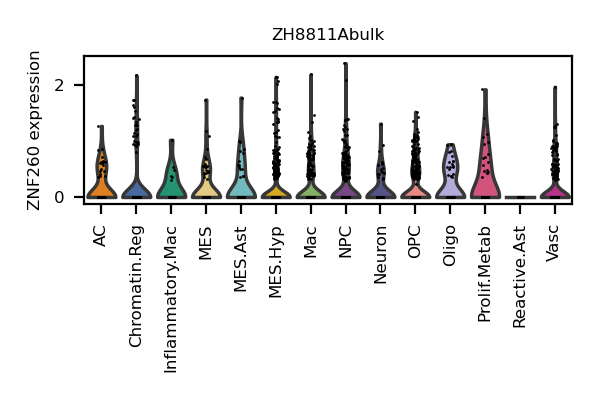 ZH8811Abulk
ZNF260 expression
2
0
AC
Chromatin.Reg
Inflammatory.Mac
MES
MES.Ast
MES.Hyp
Mac
NPC
Neuron
OPC
Oligo
Prolif.Metab
Reactive.Ast
Vasc